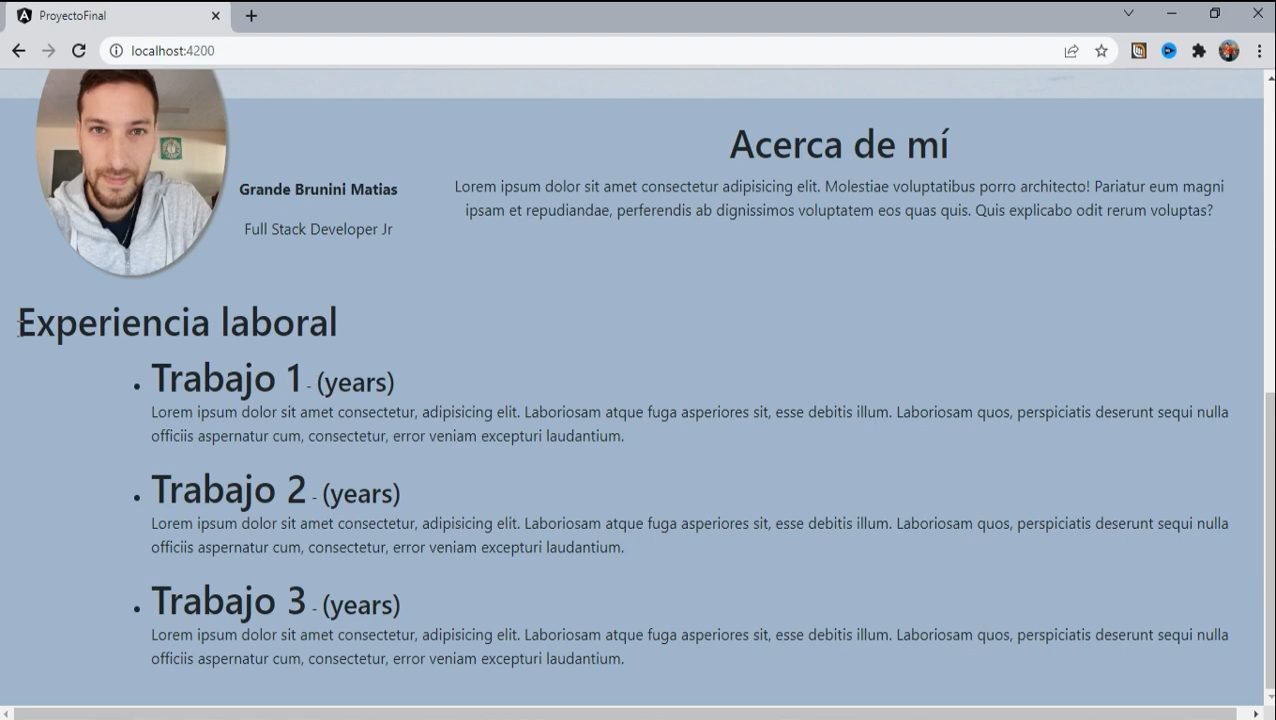 ProyectoFinal
localhost:4200
Acerca de mí
Grande Brunini Matias
Full Stack Developer Jr
Lorem ipsum dolor sit amet consectetur adipisicing elit. Molestiae voluptatibus porro architecto! Pariatur eum magni
ipsam et repudiandae, perferendis ab dignissimos voluptatem eos quas quis. Quis explicabo odit rerum voluptas?
Experiencia laboral
• Trabajo 1 - (years)
Lorem ipsum dolor sit amet consectetur, adipisicing elit. Laboriosam atque fuga asperiores sit, esse debitis illum. Laboriosam quos, perspiciatis deserunt sequi nulla
officiis aspernatur cum, consectetur, error veniam excepturi laudantium.
• Trabajo 2 - (years)
Lorem ipsum dolor sit amet consectetur, adipisicing elit. Laboriosam atque fuga asperiores sit, esse debitis illum. Laboriosam quos, perspiciatis deserunt sequi nulla
officiis aspernatur cum, consectetur, error veniam excepturi laudantium.
• Trabajo 3 - (years)
Lorem ipsum dolor sit amet consectetur, adipisicing elit. Laboriosam atque fuga asperiores sit, esse debitis illum. Laboriosam quos, perspiciatis deserunt sequi nulla
officiis aspernatur cum, consectetur, error veniam excepturi laudantium.